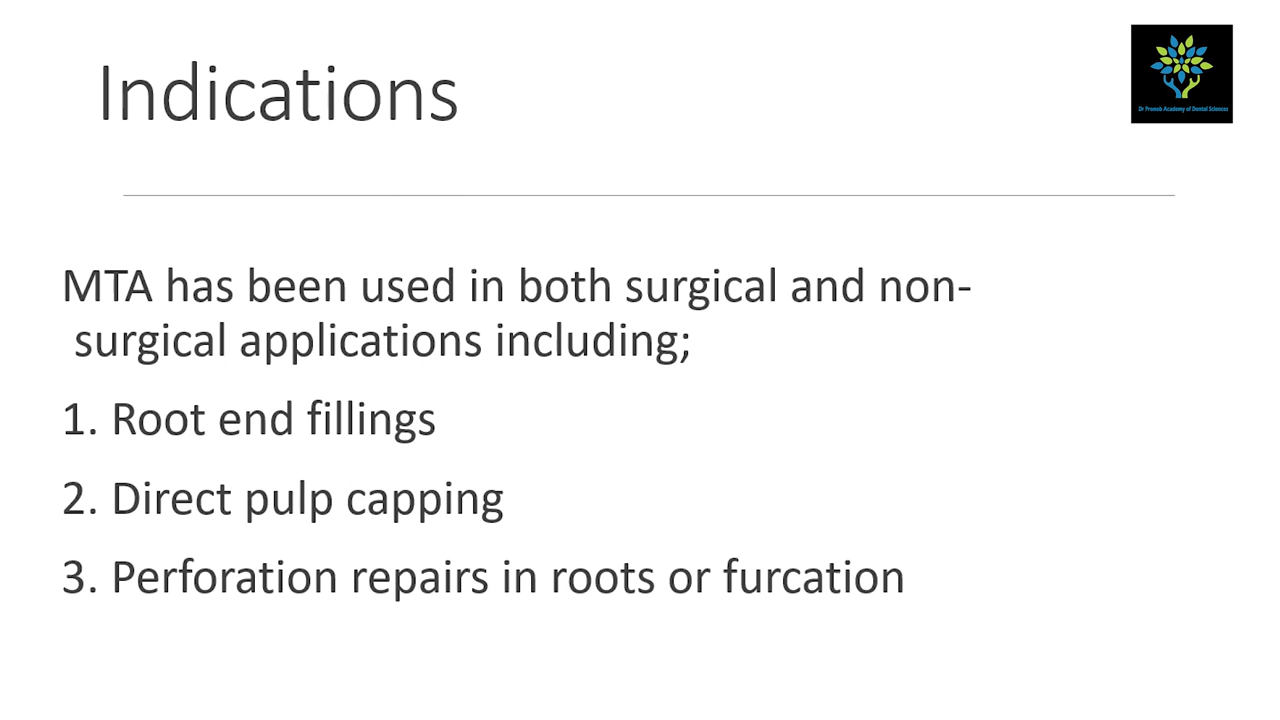 Indications
Dr Proneb Academy of Dental Sciences
MTA has been used in both surgical and non-
surgical applications including;
1. Root end fillings
2. Direct pulp capping
3. Perforation repairs in roots or furcation